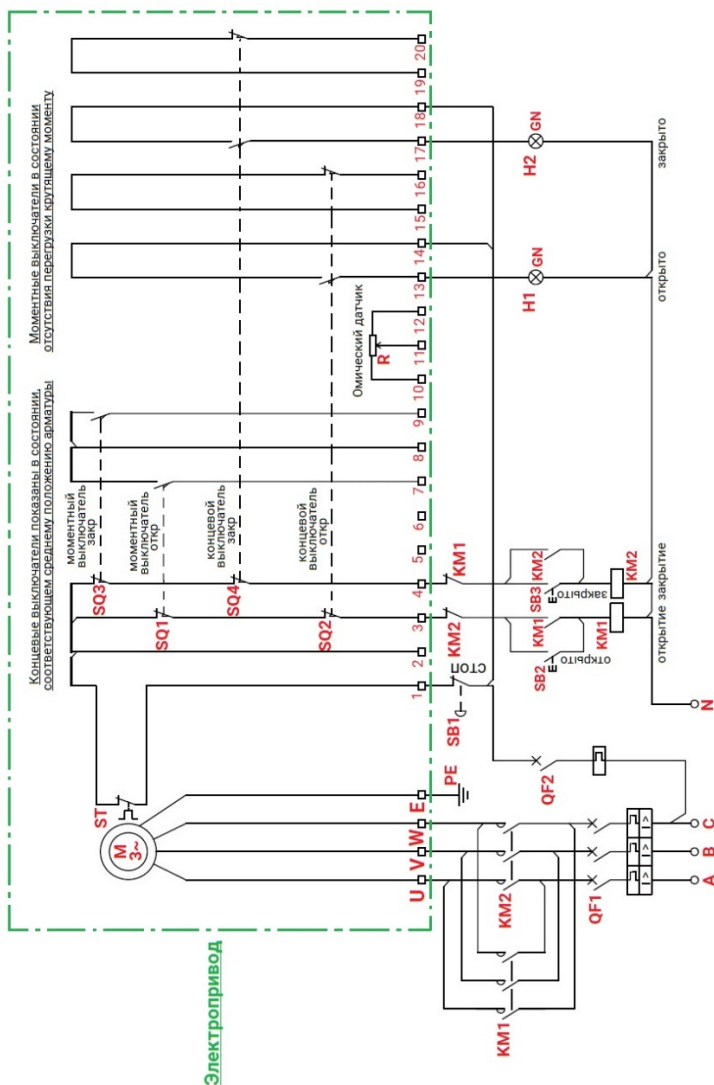 Концевые выключатели показаны в состоянии,
соответствующем среднему положению арматуры
Моментные выключатели в состоянии
отсутствия перегрузки крутящему моменту
ST
M
3~
SQ3
моментный
выключатель
закр
SQ1
моментный
выключатель
откр
SQ4
концевой
выключатель
закр
SQ2
концевой
выключатель
откр
Омический датчик
R
Электропривод
U
V
W
E
1
2
3
4
5
6
7
8
9
10
11
12
13
14
15
16
17
18
19
20
PE
SB1
СТОП
KM2
KM1
KM1
KM2
QF1
QF2
SB2
открыто
KM1
KM1
SB3
закрыто
KM2
KM2
H1
GN
H2
GN
открытие
закрытие
открыто
закрыто
I>
I>
I>
A
B
C
N